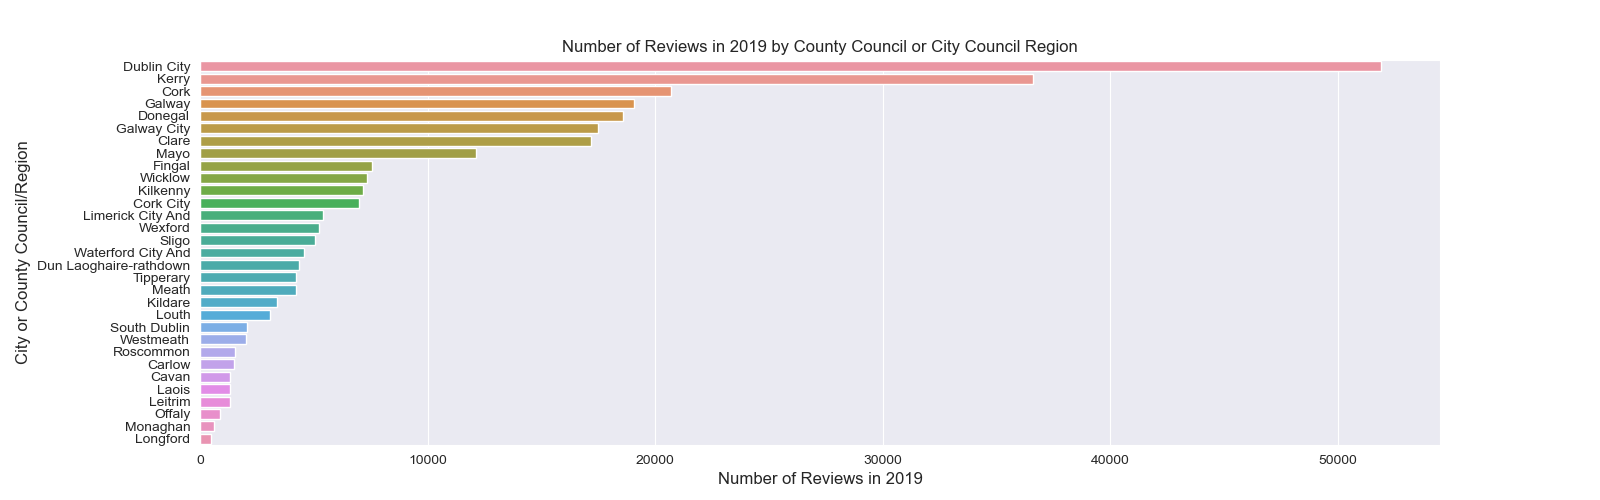 Number of Reviews in 2019 by County Council or City Council Region
City or County Council/Region
Dublin City
Kerry
Cork
Galway
Donegal
Galway City
Clare
Mayo
Fingal
Wicklow
Kilkenny
Cork City
Limerick City And
Wexford
Sligo
Waterford City And
Dun Laoghaire-rathdown
Tipperary
Meath
Kildare
Louth
South Dublin
Westmeath
Roscommon
Carlow
Cavan
Laois
Leitrim
Offaly
Monaghan
Longford
0 10000 20000 30000 40000 50000
Number of Reviews in 2019